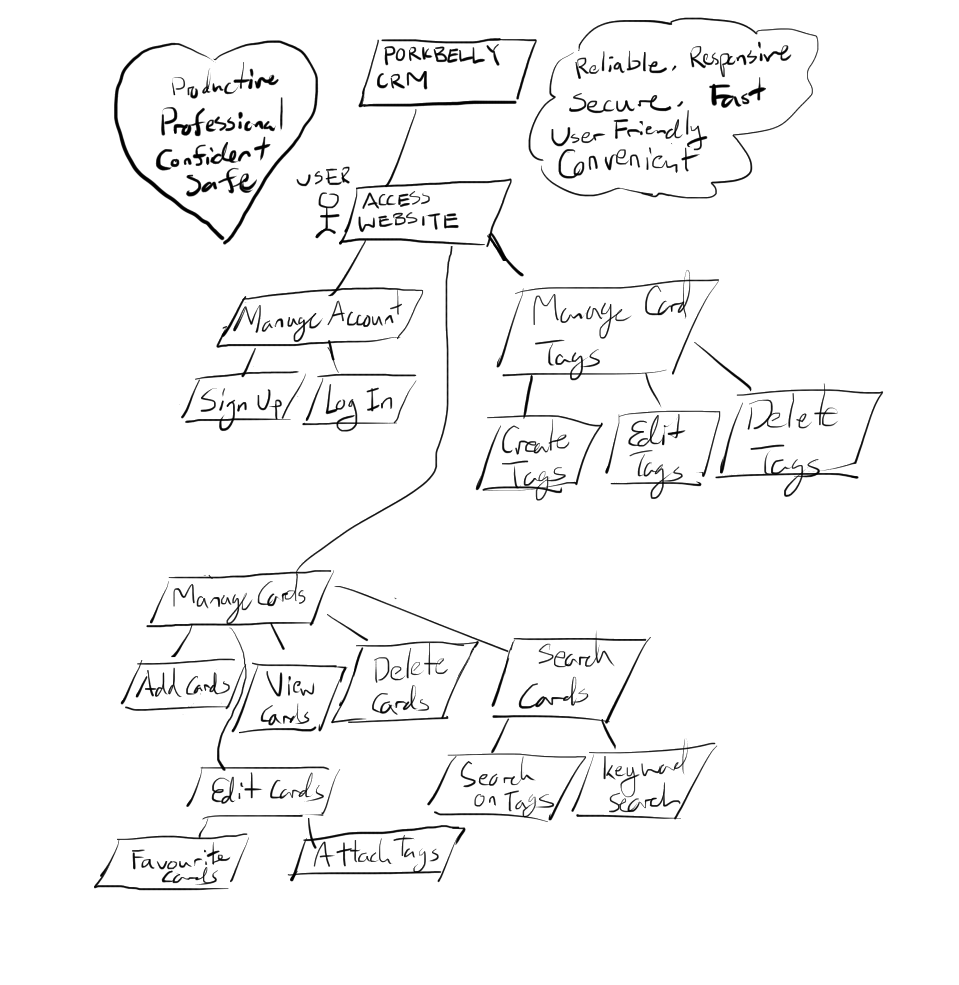 Productive
Professional
Confident
Safe
PORKBELLY
CRM
Reliable. Responsive
Secure. Fast
User Friendly
Convenient
USER
ACCESS
WEBSITE
Manage Account
Sign Up
Log In
Manage Card
Tags
Create
Tags
Edit
Tags
Delete
Tags
Manage Cards
Add Cards
View
Cards
Delete
Cards
Search
Cards
Edit Cards
Search
on Tags
keyword
search
Favourite
Cards
Attach Tags